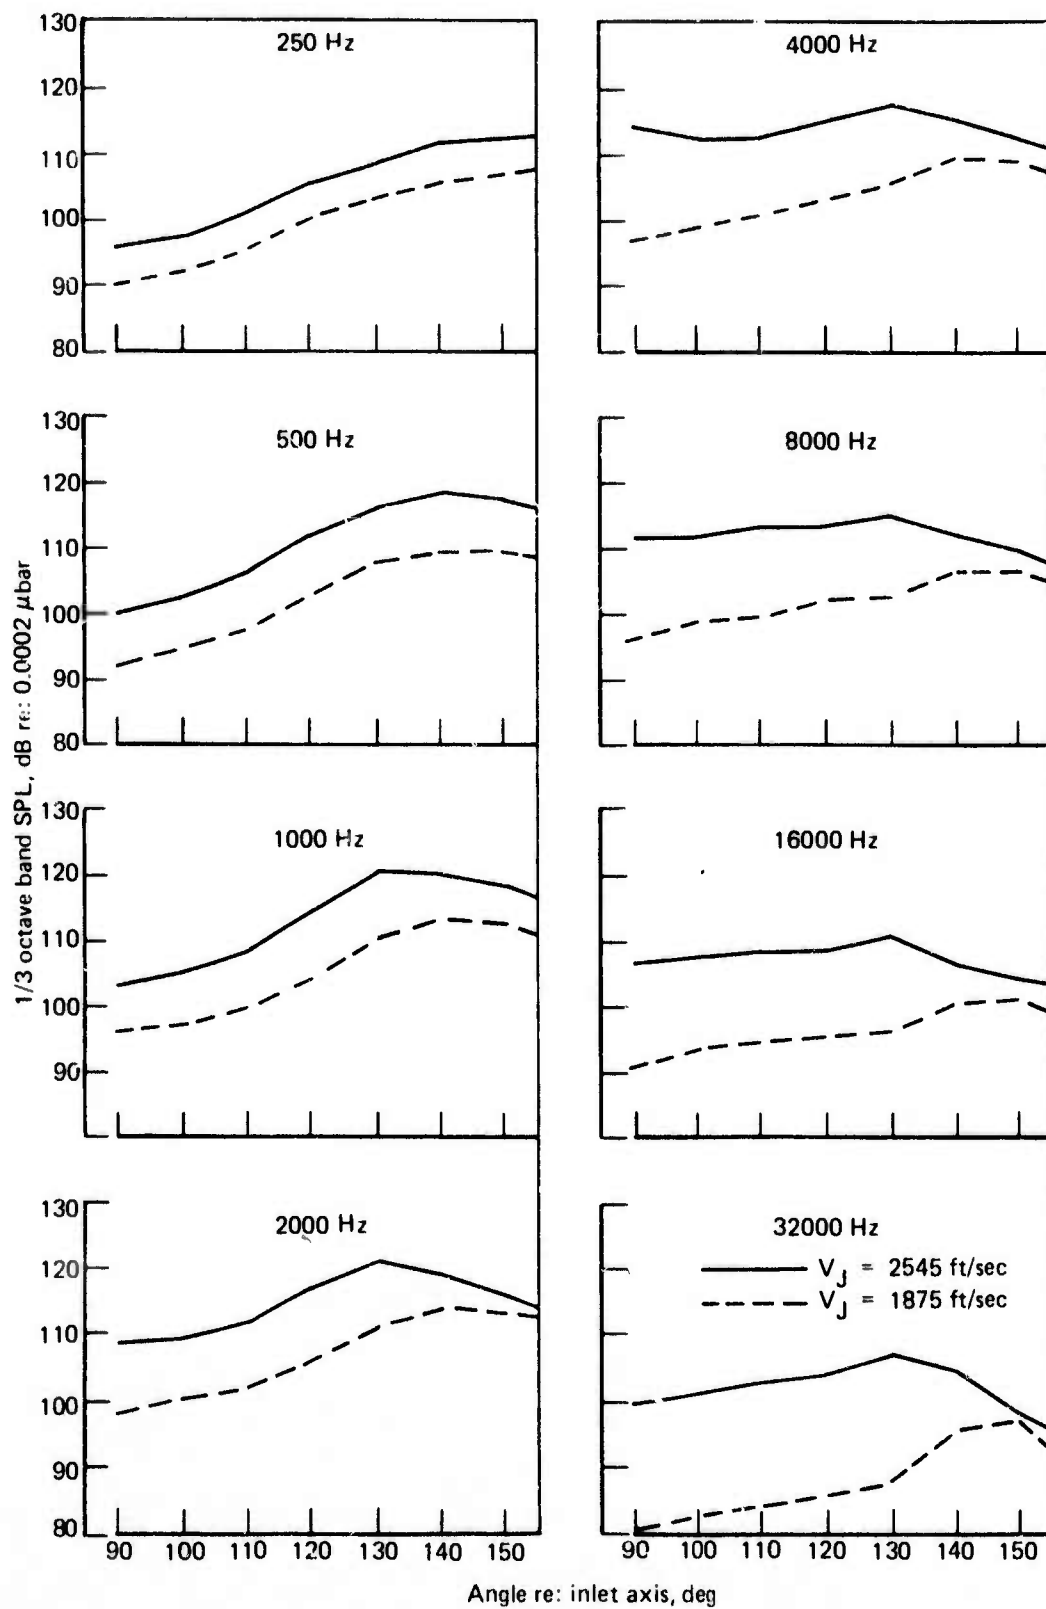 250 Hz
130
120
110
100
90
80
4000 Hz
500 Hz
130
120
110
100
90
80
8000 Hz
1000 Hz
130
120
110
100
90
16000 Hz
2000 Hz
130
120
110
100
90
80
90 100 110 120 130 140 150
32000 Hz
VJ = 2545 ft/sec
VJ = 1875 ft/sec
90 100 110 120 130 140 150
1/3 octave band SPL, dB re: 0.0002 μbar
Angle re: inlet axis, deg